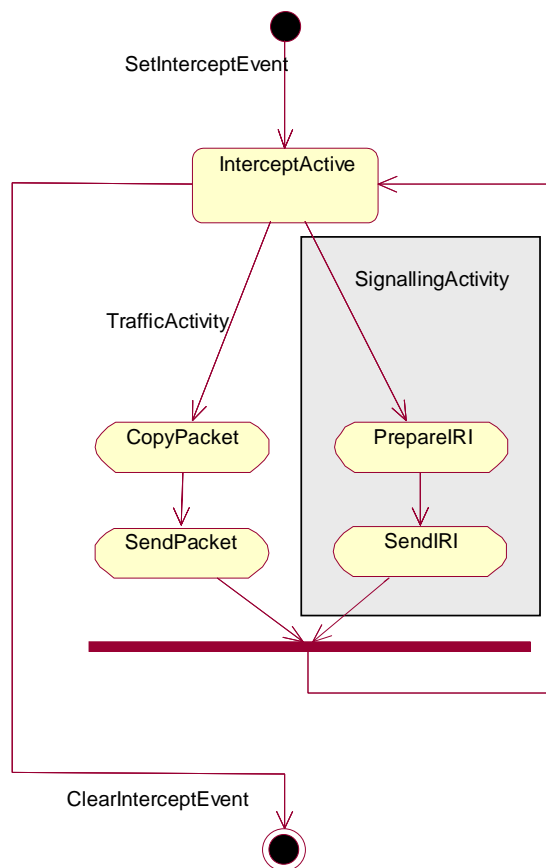 SetInterceptEvent
InterceptActive
SignallingActivity
TrafficActivity
CopyPacket
PrepareIRI
SendPacket
SendIRI
ClearInterceptEvent